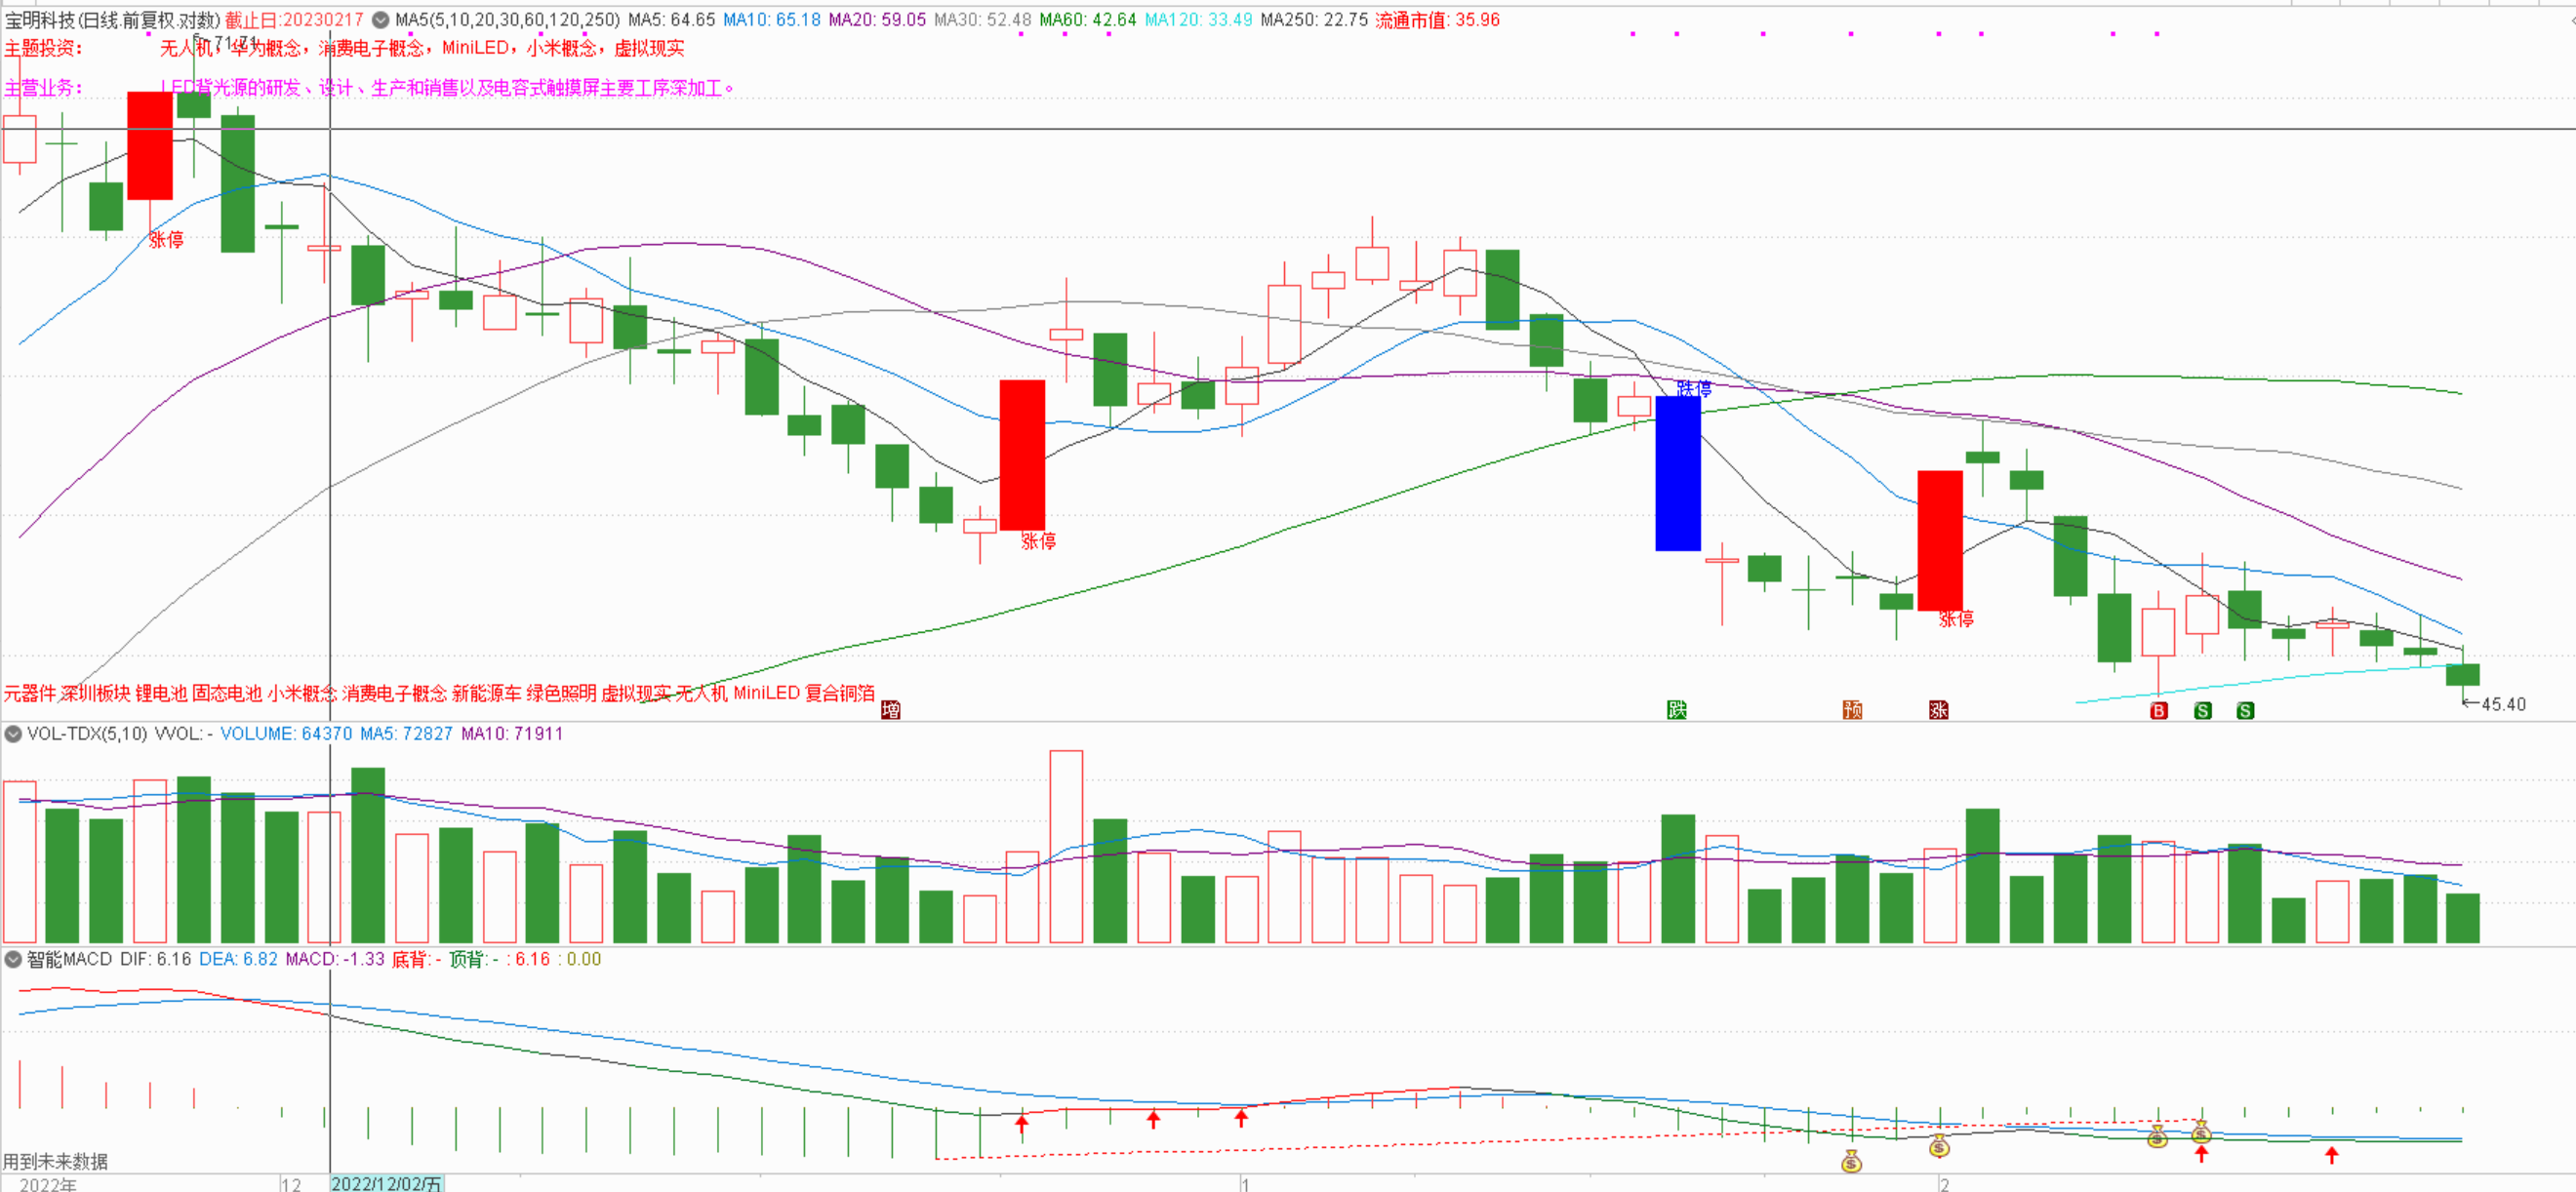 宝明科技(日线.前复权.对数) 截止日:20230217 MA5(5,10,20,30,60,120,250) MA5: 64.65 MA10: 65.18 MA20: 59.05 MA30: 52.48 MA60: 42.64 MA120: 33.49 MA250: 22.75 流通市值: 35.96
71.71
主题投资: 无人机，华为概念，消费电子概念，MiniLED，小米概念，虚拟现实
主营业务: LED背光源的研发、设计、生产和销售以及电容式触摸屏主要工序深加工。
涨停
跌停
涨停
涨停
元器件 深圳板块 锂电池 固态电池 小米概念 消费电子概念 新能源车 绿色照明 虚拟现实 无人机 MiniLED 复合铜箔
增 跌 预 涨 B S S
←45.40
VOL-TDX(5,10) VVOL: - VOLUME: 64370 MA5: 72827 MA10: 71911
智能MACD DIF: 6.16 DEA: 6.82 MACD: -1.33 底背: - 顶背: - : 6.16 : 0.00
用到未来数据
2022年 12 2022/12/02/五 1 2